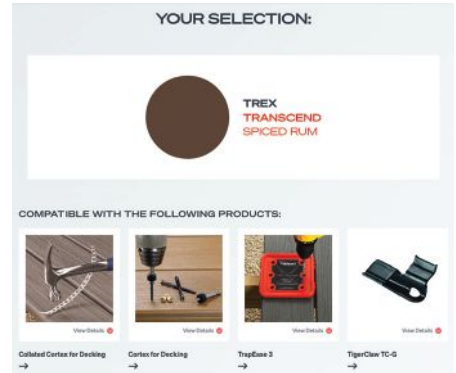 YOUR SELECTION:
TREX
TRANSCEND
SPICED RUM
COMPATIBLE WITH THE FOLLOWING PRODUCTS:
View Details
View Details
View Details
View Details
Collated Cortex for Decking
Cortex for Decking
TrapEase 3
TigerClaw TC-G